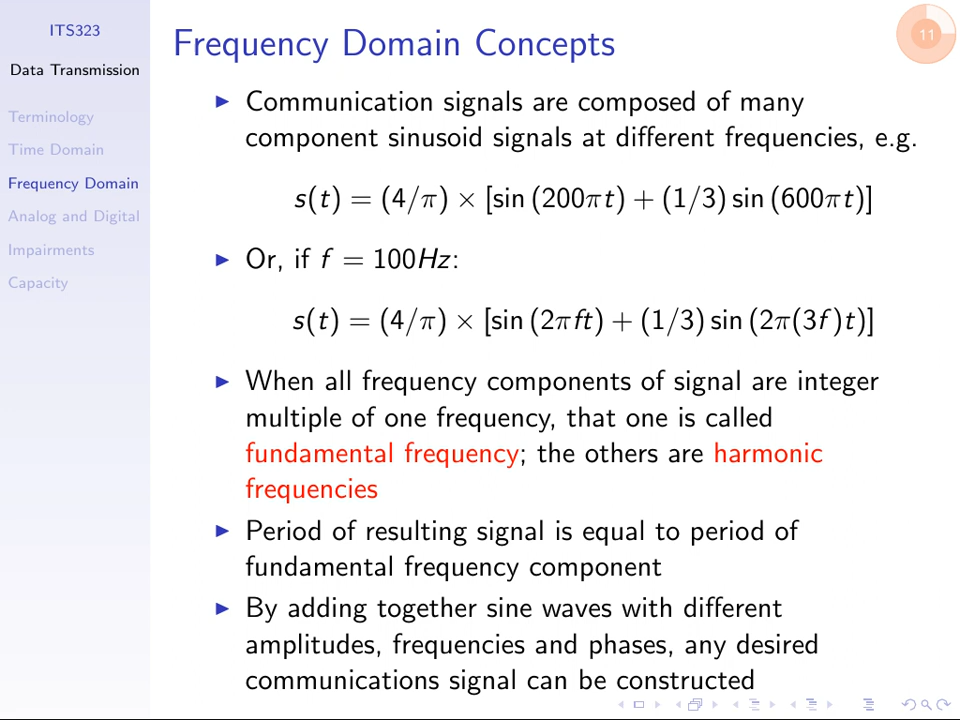 ITS323
Data Transmission
Terminology
Time Domain
Frequency Domain
Analog and Digital
Impairments
Capacity
Frequency Domain Concepts
11
▶ Communication signals are composed of many
component sinusoid signals at different frequencies, e.g.
s(t) = (4/π) × [sin (200πt) + (1/3) sin (600πt)]
▶ Or, if f = 100Hz:
s(t) = (4/π) × [sin (2πft) + (1/3) sin (2π(3f)t)]
▶ When all frequency components of signal are integer
multiple of one frequency, that one is called
fundamental frequency; the others are harmonic
frequencies
▶ Period of resulting signal is equal to period of
fundamental frequency component
▶ By adding together sine waves with different
amplitudes, frequencies and phases, any desired
communications signal can be constructed